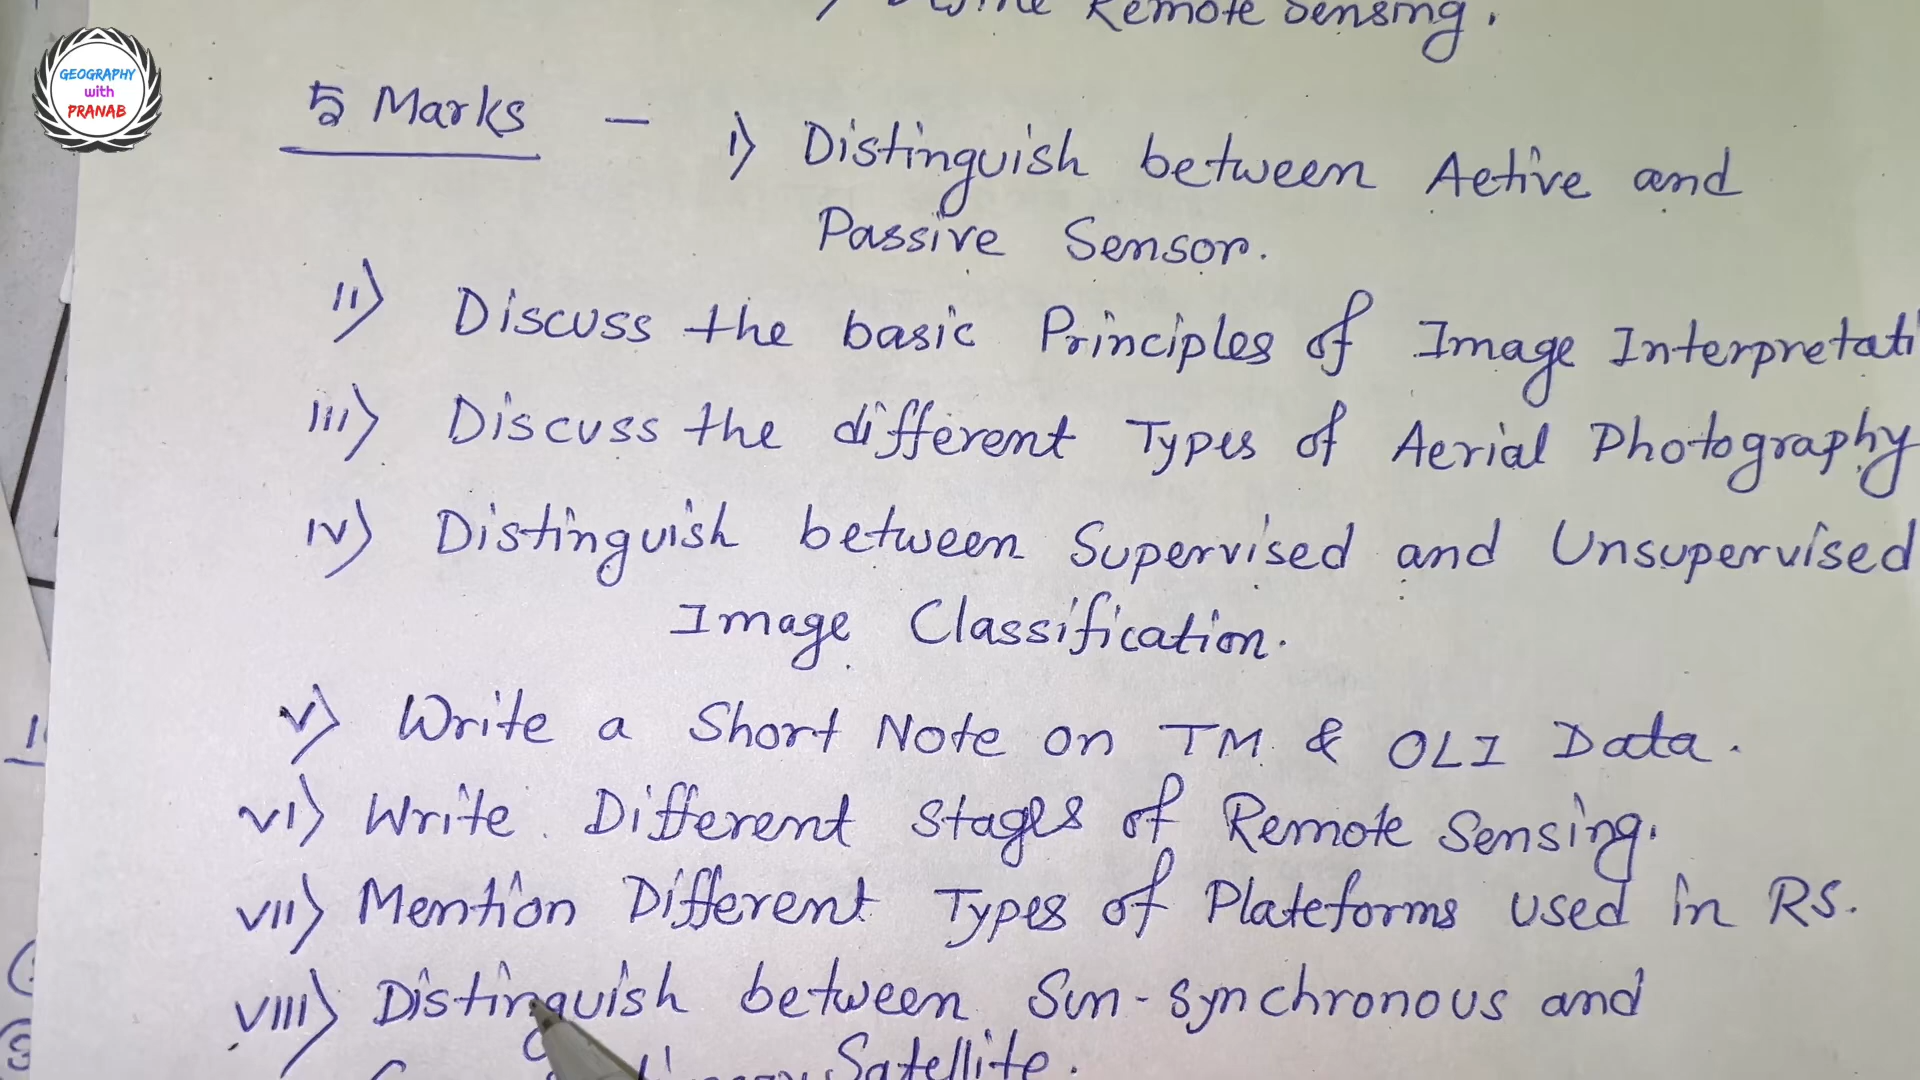 GEOGRAPHY
with
PRANAB
Remote Sensing.
5 Marks - i) Distinguish between Active and
Passive Sensor.
ii) Discuss the basic Principles of Image Interpretati
iii) Discuss the different Types of Aerial Photography
iv) Distinguish between Supervised and Unsupervised
Image Classification.
v) Write a Short Note on TM & OLI Data.
vi) Write Different Stages of Remote Sensing.
vii) Mention Different Types of Plateforms used in RS.
viii) Distinguish between Sun-synchronous and
Satellite.